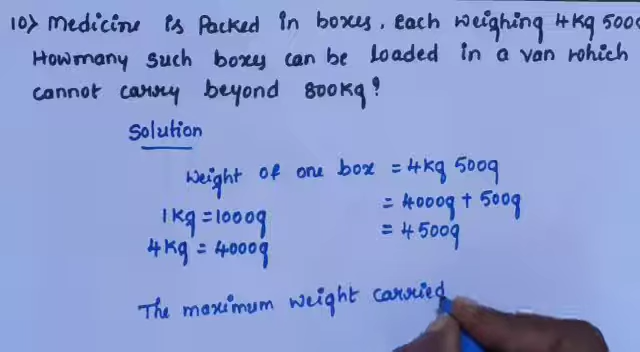 10) Medicine is Packed in boxes, Each weighing 4Kg 500g
Howmany such boxes can be loaded in a van which
cannot carry beyond 800Kg?
Solution
Weight of one box = 4Kg 500g
1Kg = 1000g = 4000g + 500g
4Kg = 4000g = 4500g
The maximum weight carried